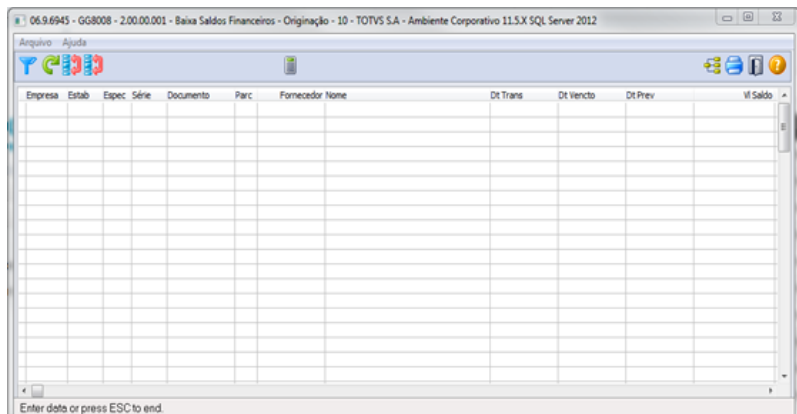 06.9.6945 - GG8008 - 2.00.00.001 - Baixa Saldos Financeiros - Originação - 10 - TOTVS S.A - Ambiente Corporativo 11.5.X SQL Server 2012
Arquivo Ajuda
Empresa Estab Espec Série Documento Parc Fornecedor Nome Dt Trans Dt Vencto Dt Prev Vl Saldo
Enter data or press ESC to end.